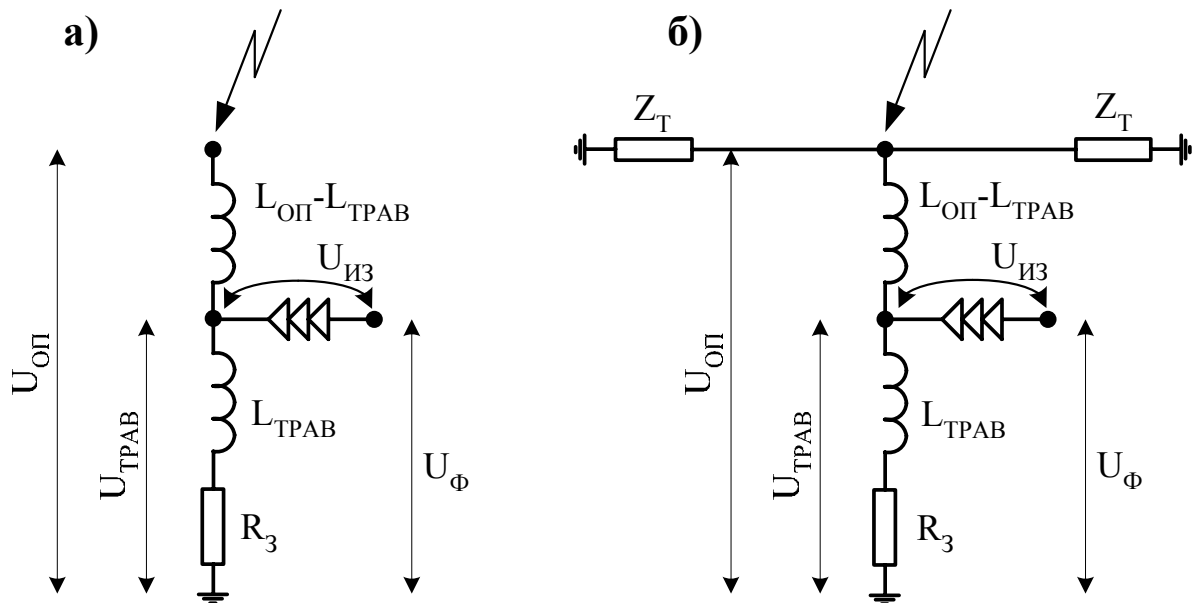 а)
L_ОП-L_ТРАВ
U_ИЗ
U_ОП
U_ТРАВ
L_ТРАВ
U_Ф
R_З
б)
Z_Т
Z_Т
L_ОП-L_ТРАВ
U_ИЗ
U_ОП
U_ТРАВ
L_ТРАВ
U_Ф
R_З